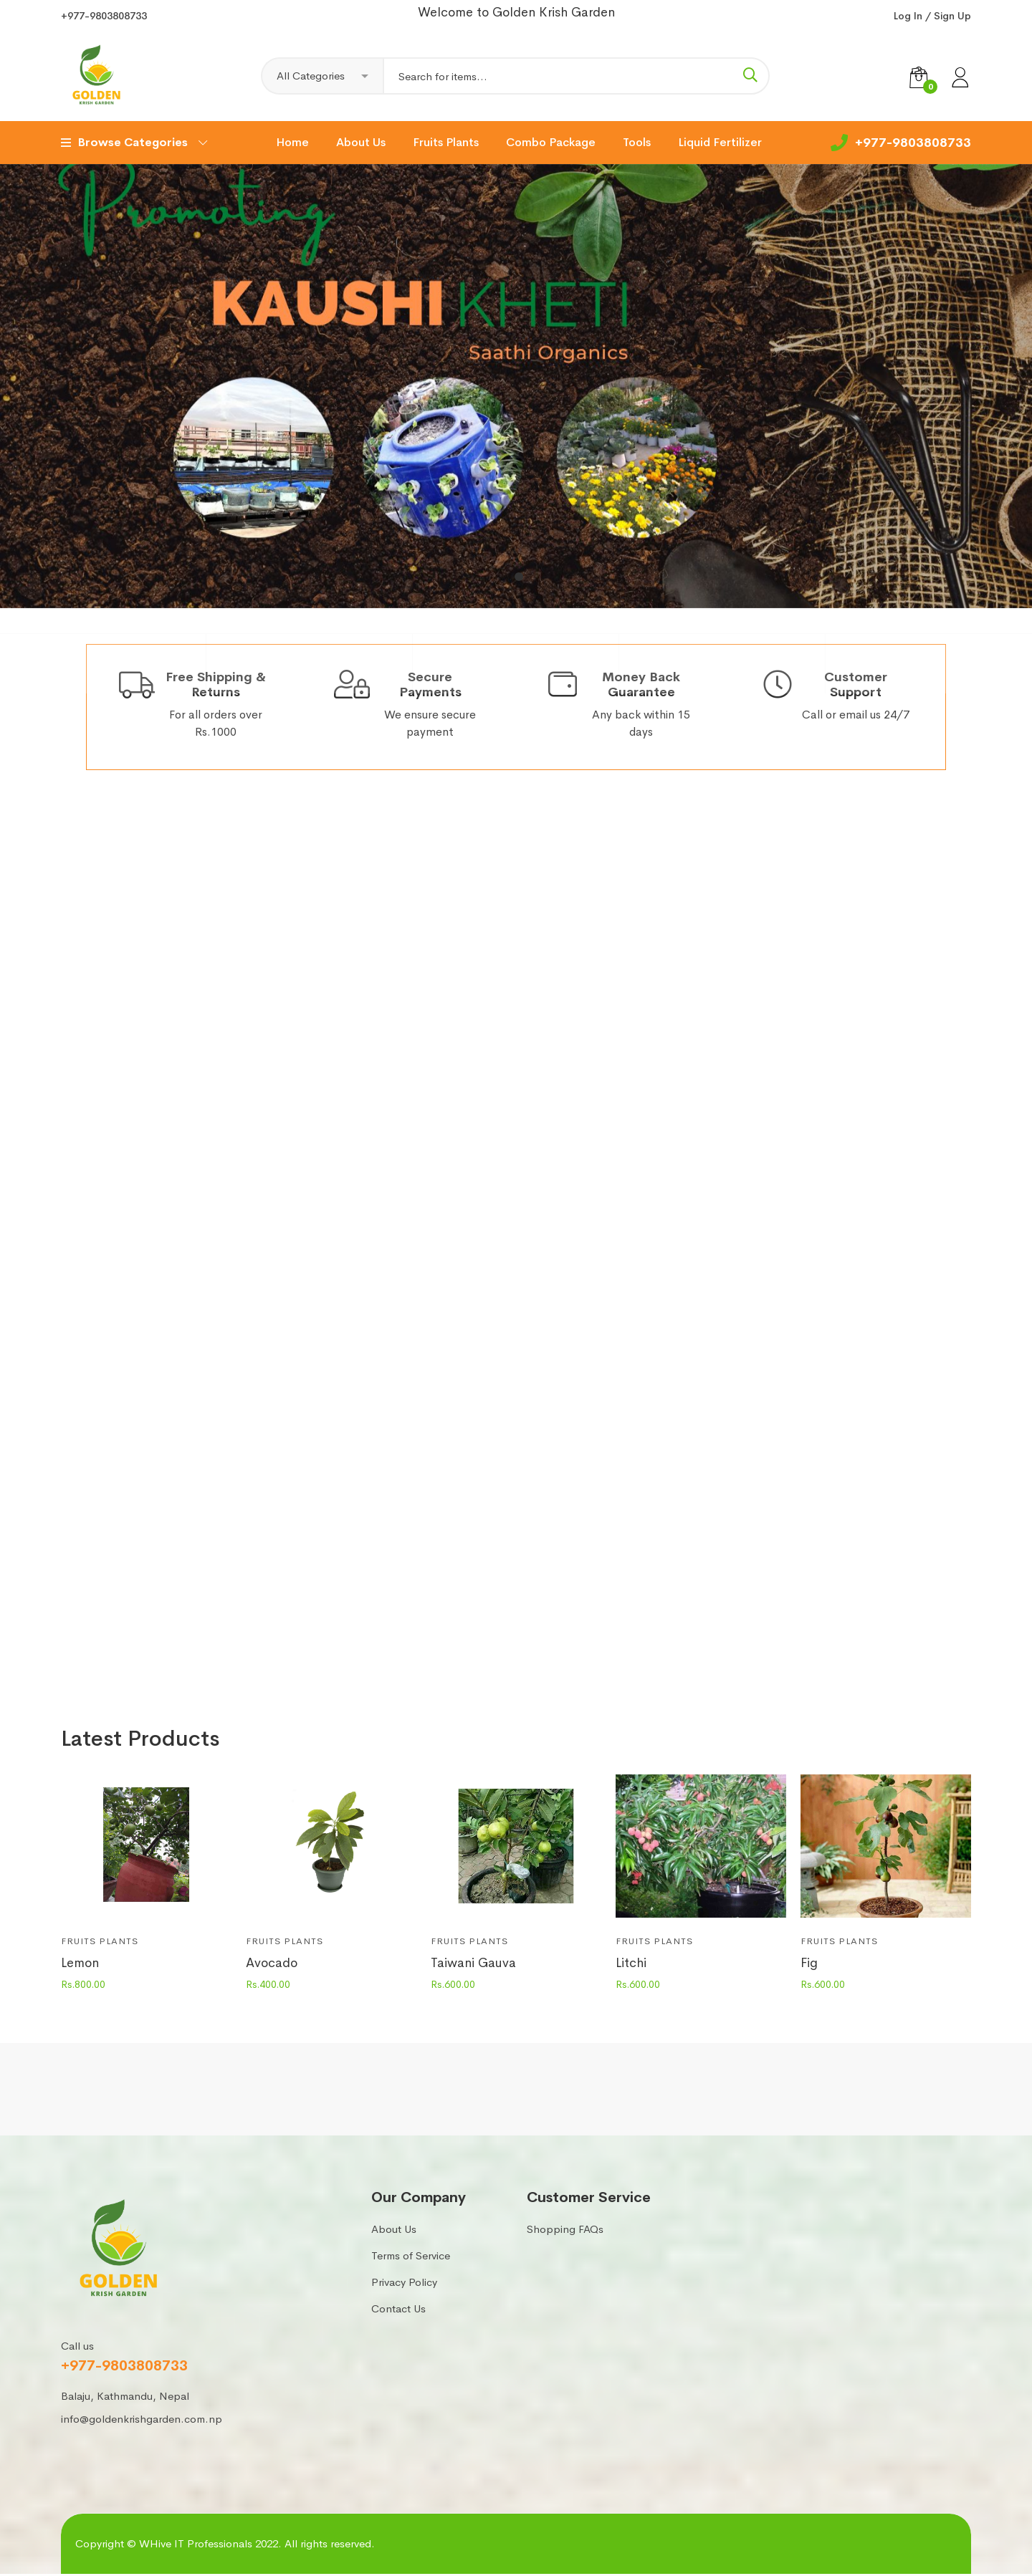 +977-9803808733
Welcome to Golden Krish Garden
Log In / Sign Up
GOLDEN
KRISH GARDEN
All Categories
Search for items...
0
Browse Categories
Home
About Us
Fruits Plants
Combo Package
Tools
Liquid Fertilizer
+977-9803808733
Promoting
KAUSHI KHETI
Saathi Organics
Free Shipping &
Returns
For all orders over
Rs.1000
Secure
Payments
We ensure secure
payment
Money Back
Guarantee
Any back within 15
days
Customer
Support
Call or email us 24/7
Latest Products
FRUITS PLANTS
Lemon
Rs.800.00
FRUITS PLANTS
Avocado
Rs.400.00
FRUITS PLANTS
Taiwani Gauva
Rs.600.00
FRUITS PLANTS
Litchi
Rs.600.00
FRUITS PLANTS
Fig
Rs.600.00
GOLDEN
KRISH GARDEN
Call us
+977-9803808733
Balaju, Kathmandu, Nepal
info@goldenkrishgarden.com.np
Our Company
About Us
Terms of Service
Privacy Policy
Contact Us
Customer Service
Shopping FAQs
Copyright © WHive IT Professionals 2022. All rights reserved.